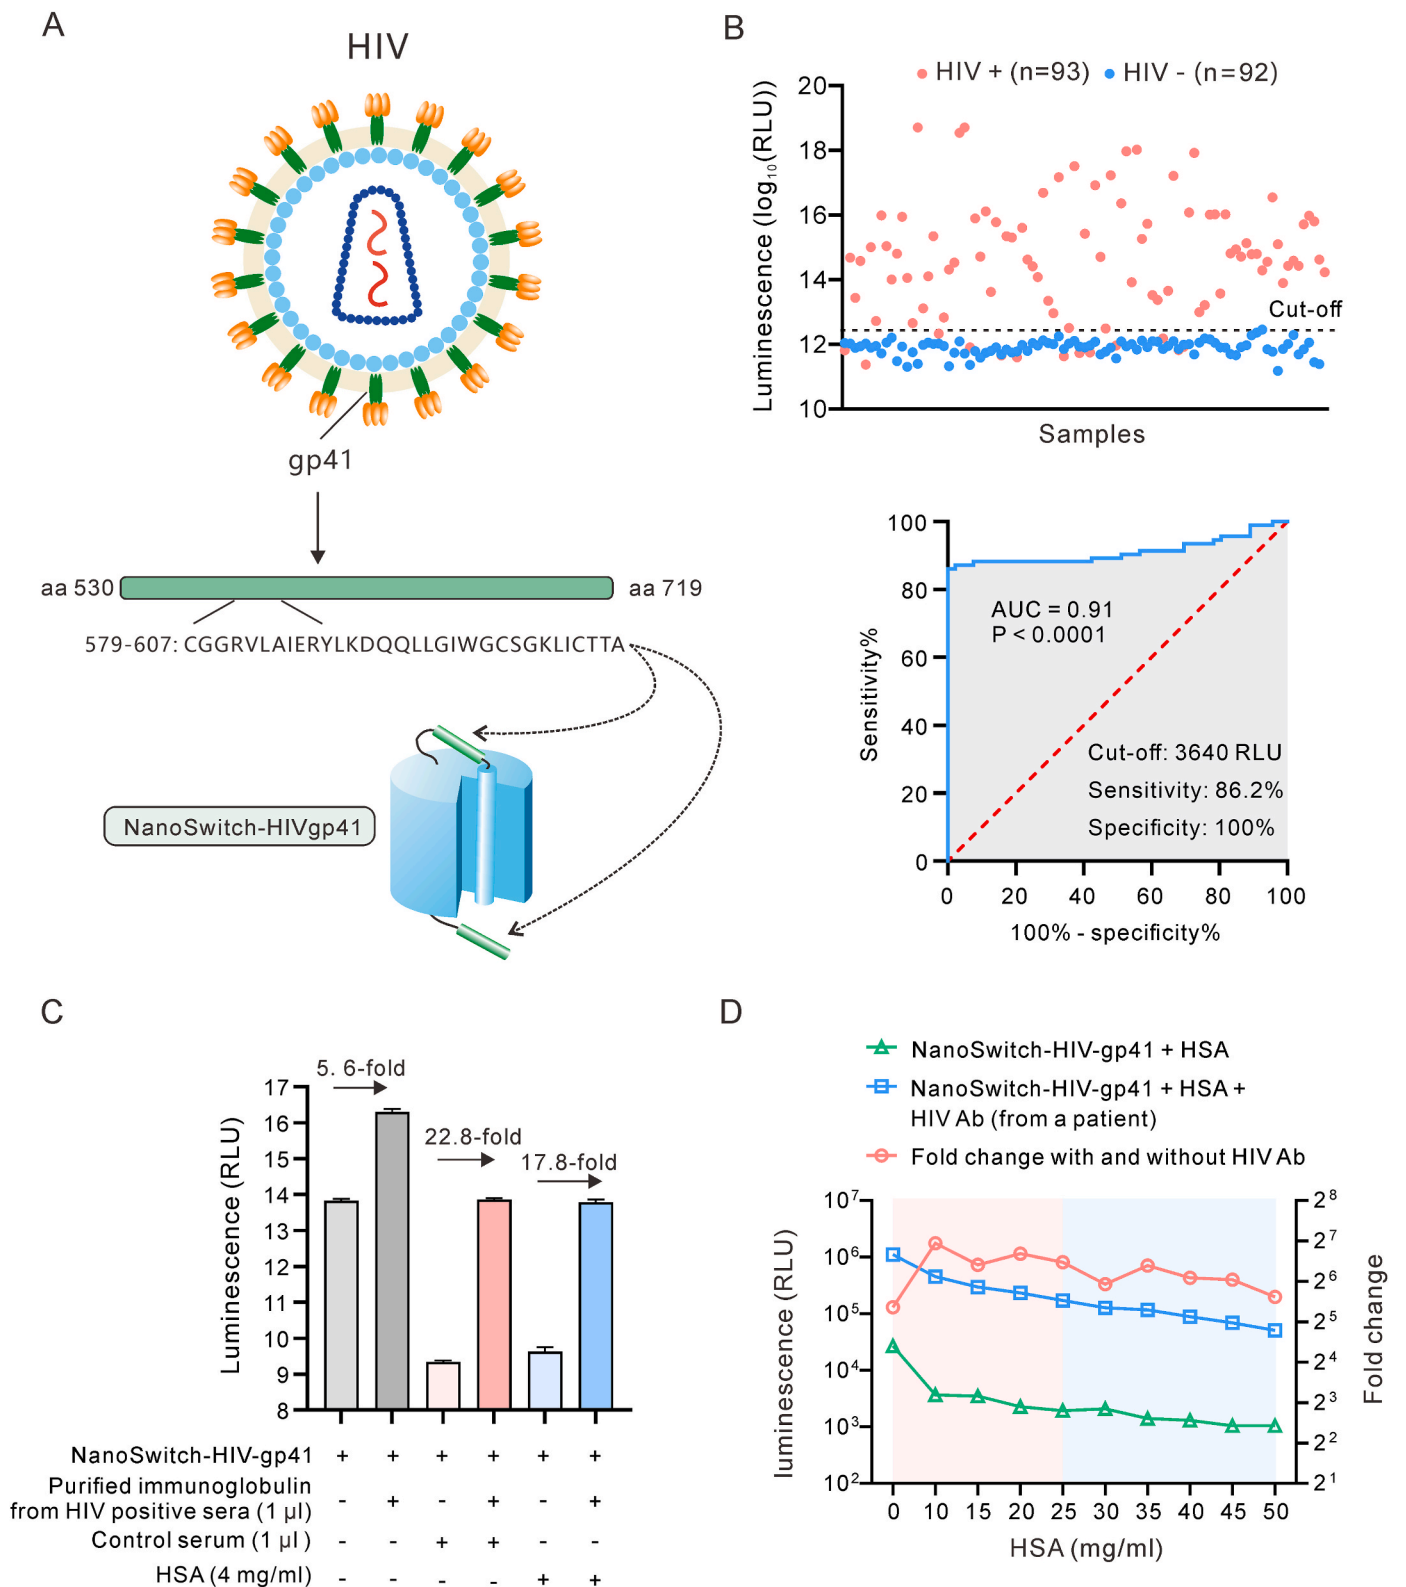 A
HIV
gp41
aa 530
aa 719
579-607: CGGRVLAIERYLKDQQLLGIWGCSGKLICTTA
NanoSwitch-HIVgp41
B
HIV + (n=93)
HIV - (n=92)
Luminescence (log₁₀(RLU))
20
18
16
14
12
10
Cut-off
Samples
Sensitivity%
100
80
60
40
20
0
AUC = 0.91
P < 0.0001
Cut-off: 3640 RLU
Sensitivity: 86.2%
Specificity: 100%
0 20 40 60 80 100
100% - specificity%
C
Luminescence (RLU)
17
16
15
14
13
12
11
10
9
8
5. 6-fold
22.8-fold
17.8-fold
NanoSwitch-HIV-gp41 + + + + + +
Purified immunoglobulin
from HIV positive sera (1 µl) - + - + - +
Control serum (1 µl ) - - + + - -
HSA (4 mg/ml) - - - - + +
D
NanoSwitch-HIV-gp41 + HSA
NanoSwitch-HIV-gp41 + HSA +
HIV Ab (from a patient)
Fold change with and without HIV Ab
luminescence (RLU)
10⁷
10⁶
10⁵
10⁴
10³
10²
2⁸
2⁷
2⁶
2⁵
2⁴
2³
2²
2¹
Fold change
0 10 15 20 25 30 35 40 45 50
HSA (mg/ml)